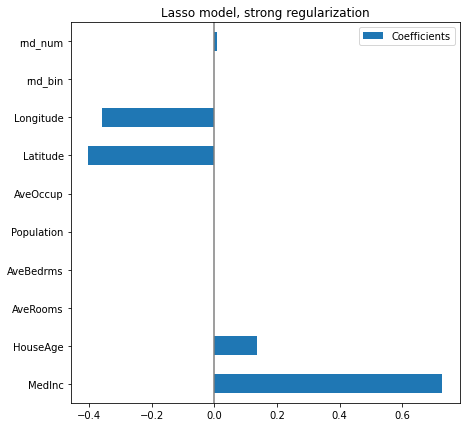 Lasso model, strong regularization
Coefficients
rnd_num
rnd_bin
Longitude
Latitude
AveOccup
Population
AveBedrms
AveRooms
HouseAge
MedInc
−0.4 −0.2 0.0 0.2 0.4 0.6